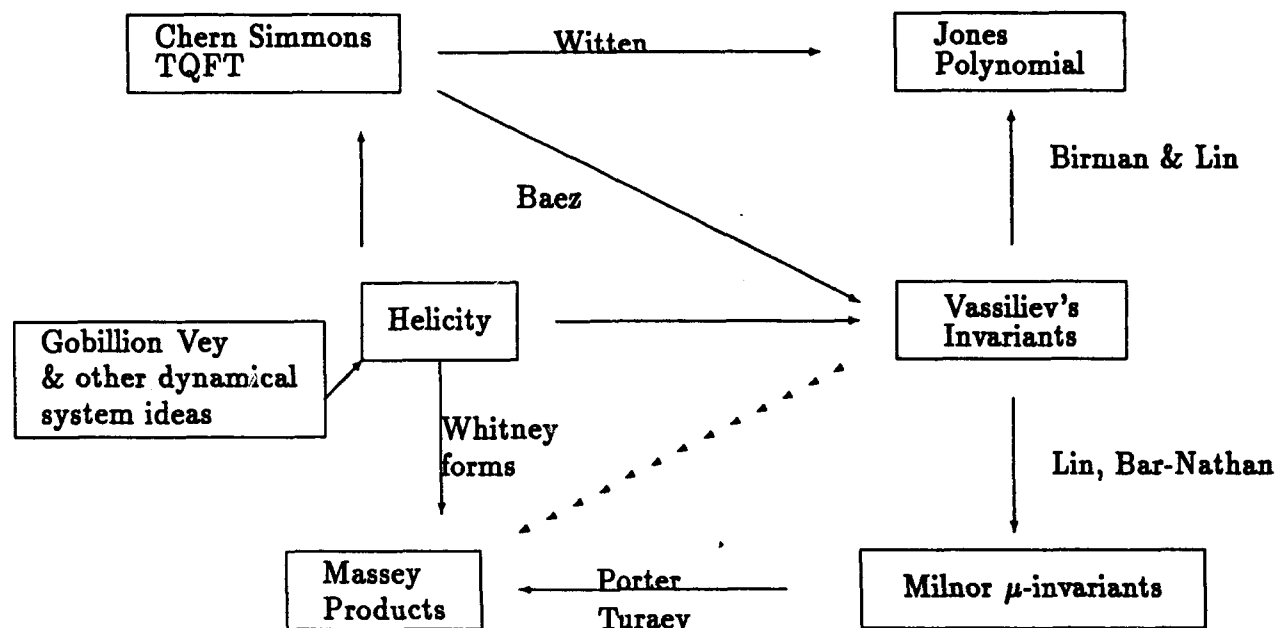 Chern Simmons
TQFT
Witten
Jones
Polynomial
Birman & Lin
Baez
Helicity
Vassiliev's
Invariants
Gobillion Vey
& other dynamical
system ideas
Whitney
forms
Lin, Bar-Nathan
Massey
Products
Porter
Turaev
Milnor μ-invariants